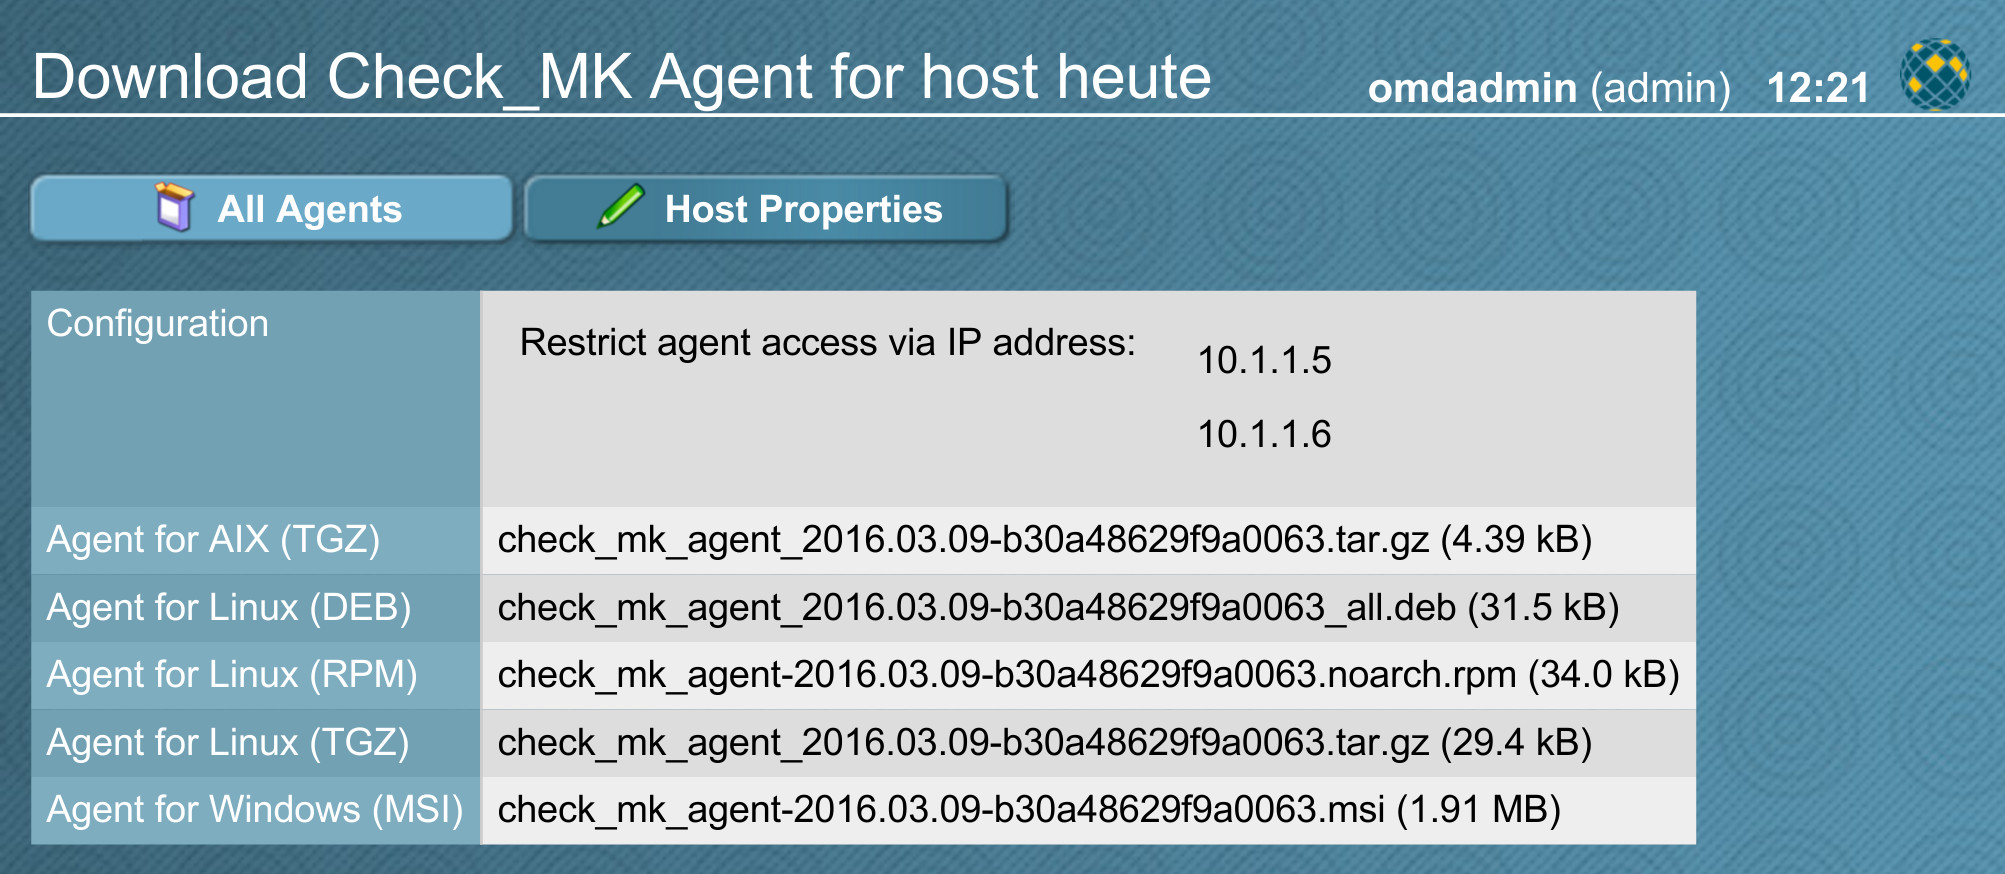 Download Check_MK Agent for host heute
omdadmin (admin) 12:21
All Agents
Host Properties
Configuration
Restrict agent access via IP address:
10.1.1.5
10.1.1.6
Agent for AIX (TGZ) check_mk_agent_2016.03.09-b30a48629f9a0063.tar.gz (4.39 kB)
Agent for Linux (DEB) check_mk_agent_2016.03.09-b30a48629f9a0063_all.deb (31.5 kB)
Agent for Linux (RPM) check_mk_agent-2016.03.09-b30a48629f9a0063.noarch.rpm (34.0 kB)
Agent for Linux (TGZ) check_mk_agent_2016.03.09-b30a48629f9a0063.tar.gz (29.4 kB)
Agent for Windows (MSI) check_mk_agent-2016.03.09-b30a48629f9a0063.msi (1.91 MB)